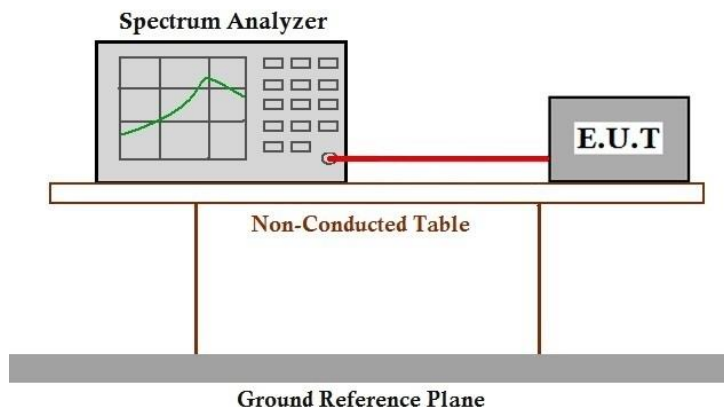 Spectrum Analyzer
E.U.T
Non-Conducted Table
Ground Reference Plane